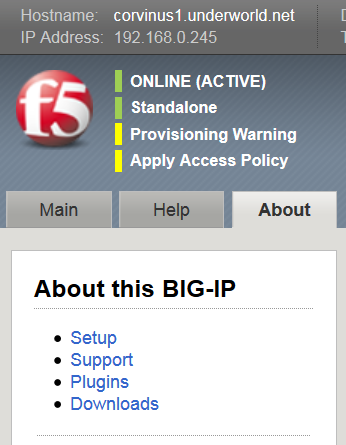 Hostname: corvinus1.underworld.net
IP Address: 192.168.0.245
f5
ONLINE (ACTIVE)
Standalone
Provisioning Warning
Apply Access Policy
Main Help About
About this BIG-IP
Setup
Support
Plugins
Downloads